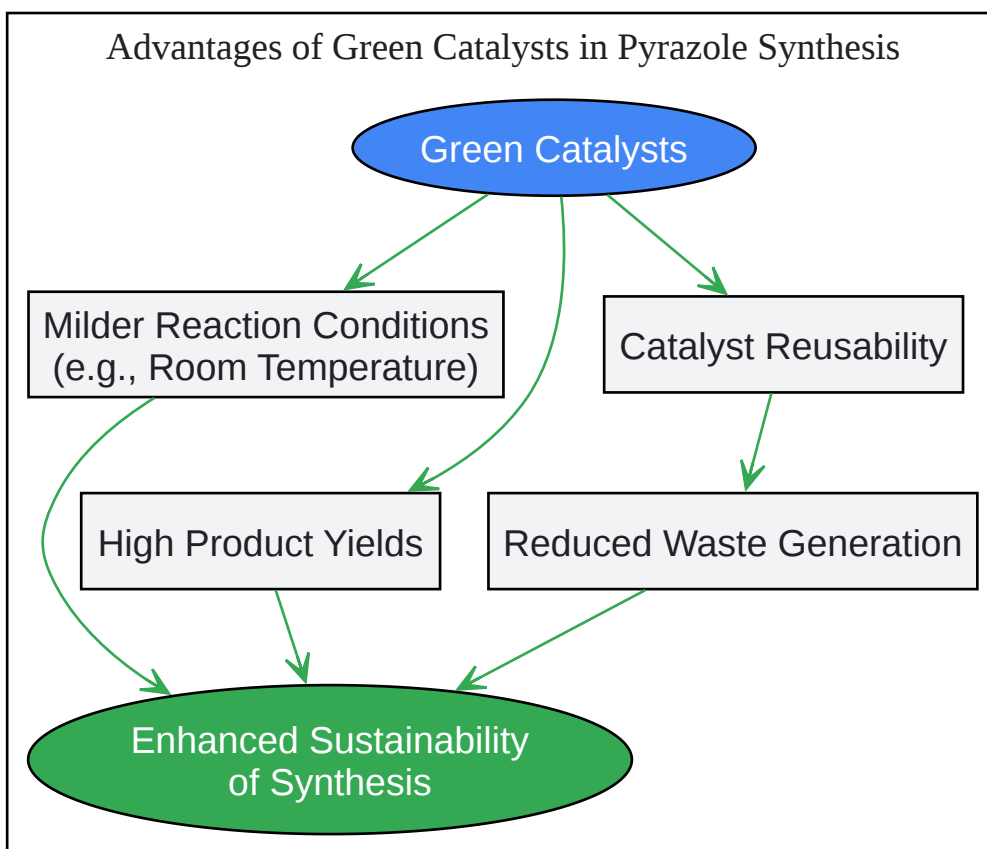 Advantages of Green Catalysts in Pyrazole Synthesis
Green Catalysts
Milder Reaction Conditions
(e.g., Room Temperature)
Catalyst Reusability
High Product Yields
Reduced Waste Generation
Enhanced Sustainability
of Synthesis